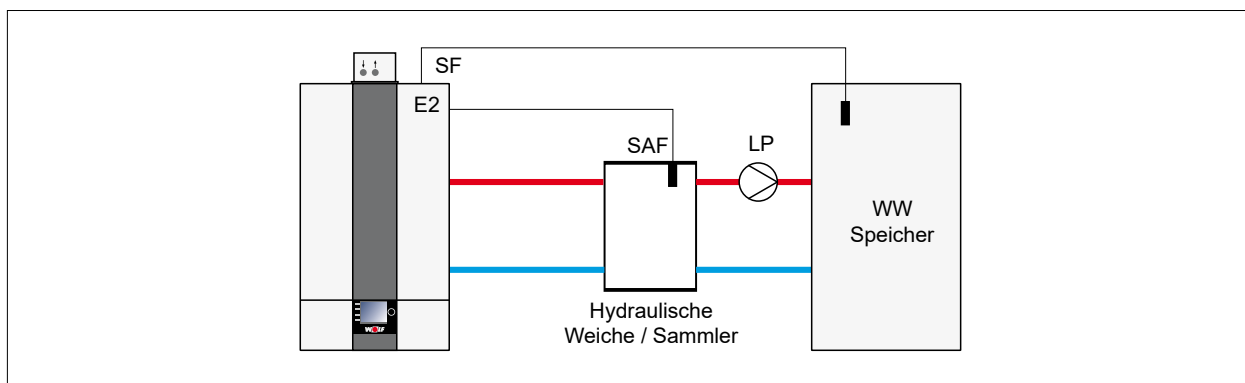 SF
E2
SAF
LP
WW
Speicher
Hydraulische
Weiche / Sammler
WOLF